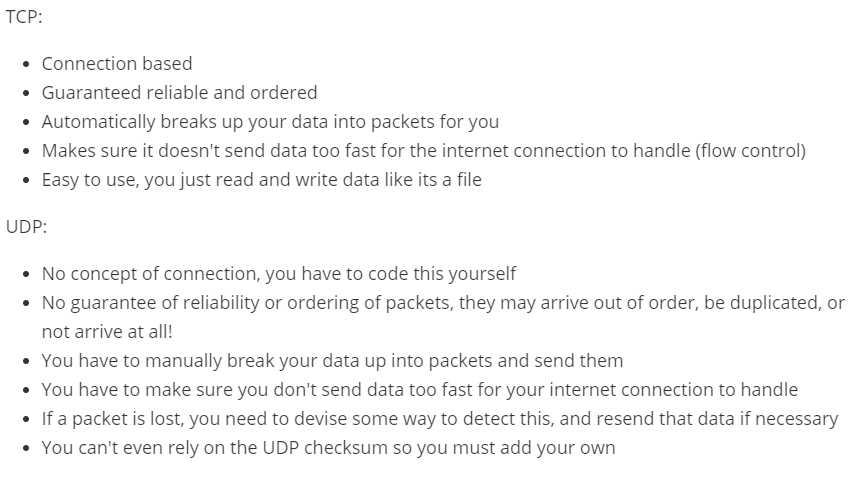 TCP:
• Connection based
• Guaranteed reliable and ordered
• Automatically breaks up your data into packets for you
• Makes sure it doesn't send data too fast for the internet connection to handle (flow control)
• Easy to use, you just read and write data like its a file
UDP:
• No concept of connection, you have to code this yourself
• No guarantee of reliability or ordering of packets, they may arrive out of order, be duplicated, or
not arrive at all!
• You have to manually break your data up into packets and send them
• You have to make sure you don't send data too fast for your internet connection to handle
• If a packet is lost, you need to devise some way to detect this, and resend that data if necessary
• You can't even rely on the UDP checksum so you must add your own